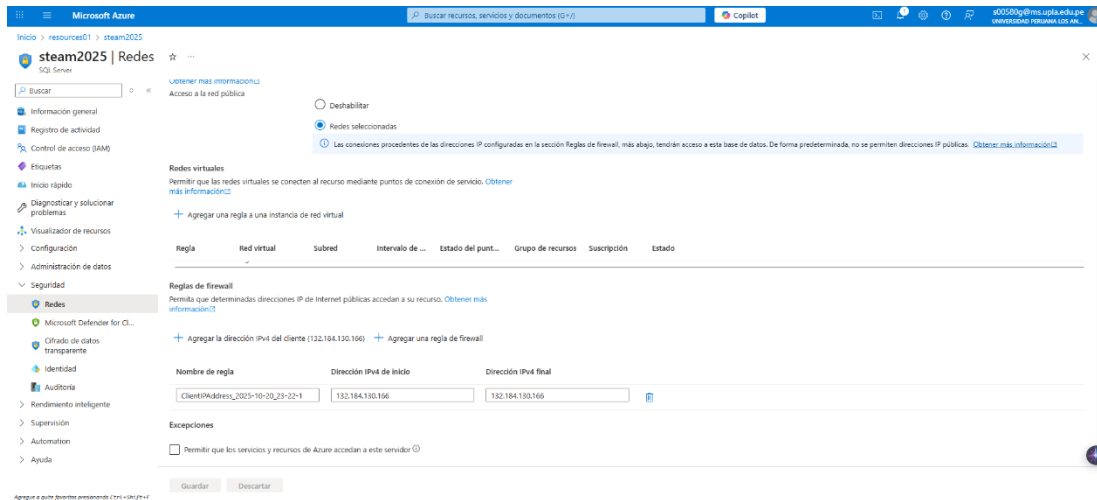 Microsoft Azure
Buscar recursos, servicios y documentos (G+/)
Copilot
s00580g@ms.upla.edu.pe
UNIVERSIDAD PERUANA LOS AN...
Inicio > resources01 > steam2025
steam2025 | Redes
SQL Server
Buscar
Información general
Registro de actividad
Control de acceso (IAM)
Etiquetas
Inicio rápido
Diagnosticar y solucionar
problemas
Visualizador de recursos
Configuración
Administración de datos
Seguridad
Redes
Microsoft Defender for Cl...
Cifrado de datos
transparente
Identidad
Auditoría
Rendimiento inteligente
Supervisión
Automation
Ayuda
Agregue o quite favoritos presionando Ctrl+Shift+F
Obtener más información
Acceso a la red pública
Deshabilitar
Redes seleccionadas
Las conexiones procedentes de las direcciones IP configuradas en la sección Reglas de firewall, más abajo, tendrán acceso a esta base de datos. De forma predeterminada, no se permiten direcciones IP públicas. Obtener más información
Redes virtuales
Permitir que las redes virtuales se conecten al recurso mediante puntos de conexión de servicio. Obtener
más información
+ Agregar una regla a una instancia de red virtual
Regla Red virtual Subred Intervalo de ... Estado del punt... Grupo de recursos Suscripción Estado
Reglas de firewall
Permita que determinadas direcciones IP de Internet públicas accedan a su recurso. Obtener más
información
+ Agregar la dirección IPv4 del cliente (132.184.130.166) + Agregar una regla de firewall
Nombre de regla Dirección IPv4 de inicio Dirección IPv4 final
ClientIPAddress_2025-10-20_23-22-1 132.184.130.166 132.184.130.166
Excepciones
Permitir que los servicios y recursos de Azure accedan a este servidor
Guardar Descartar